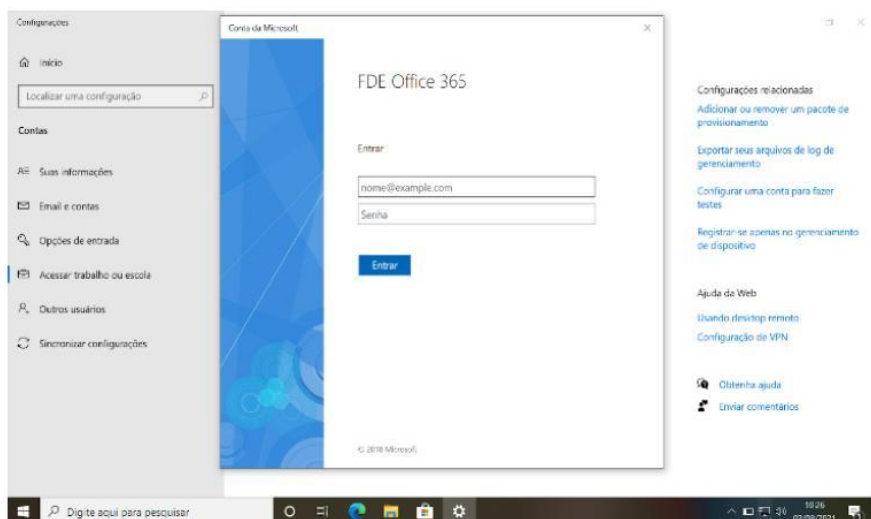 Configurações
Início
Localizar uma configuração
Contas
Suas informações
Email e contas
Opções de entrada
Acessar trabalho ou escola
Outros usuários
Sincronizar configurações
Conta da Microsoft
FDE Office 365
Entrar
nome@example.com
Senha
Entrar
© 2018 Microsoft
Configurações relacionadas
Adicionar ou remover um pacote de
provisionamento
Exportar seus arquivos de log de
gerenciamento
Configurar uma conta para fazer
testes
Registrar-se apenas no gerenciamento
de dispositivo
Ajuda da Web
Usando desktop remoto
Configuração de VPN
Obtenha ajuda
Enviar comentários
Digite aqui para pesquisar